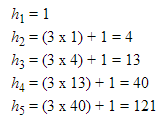 h₁ = 1
h₂ = (3 x 1) + 1 = 4
h₃ = (3 x 4) + 1 = 13
h₄ = (3 x 13) + 1 = 40
h₅ = (3 x 40) + 1 = 121